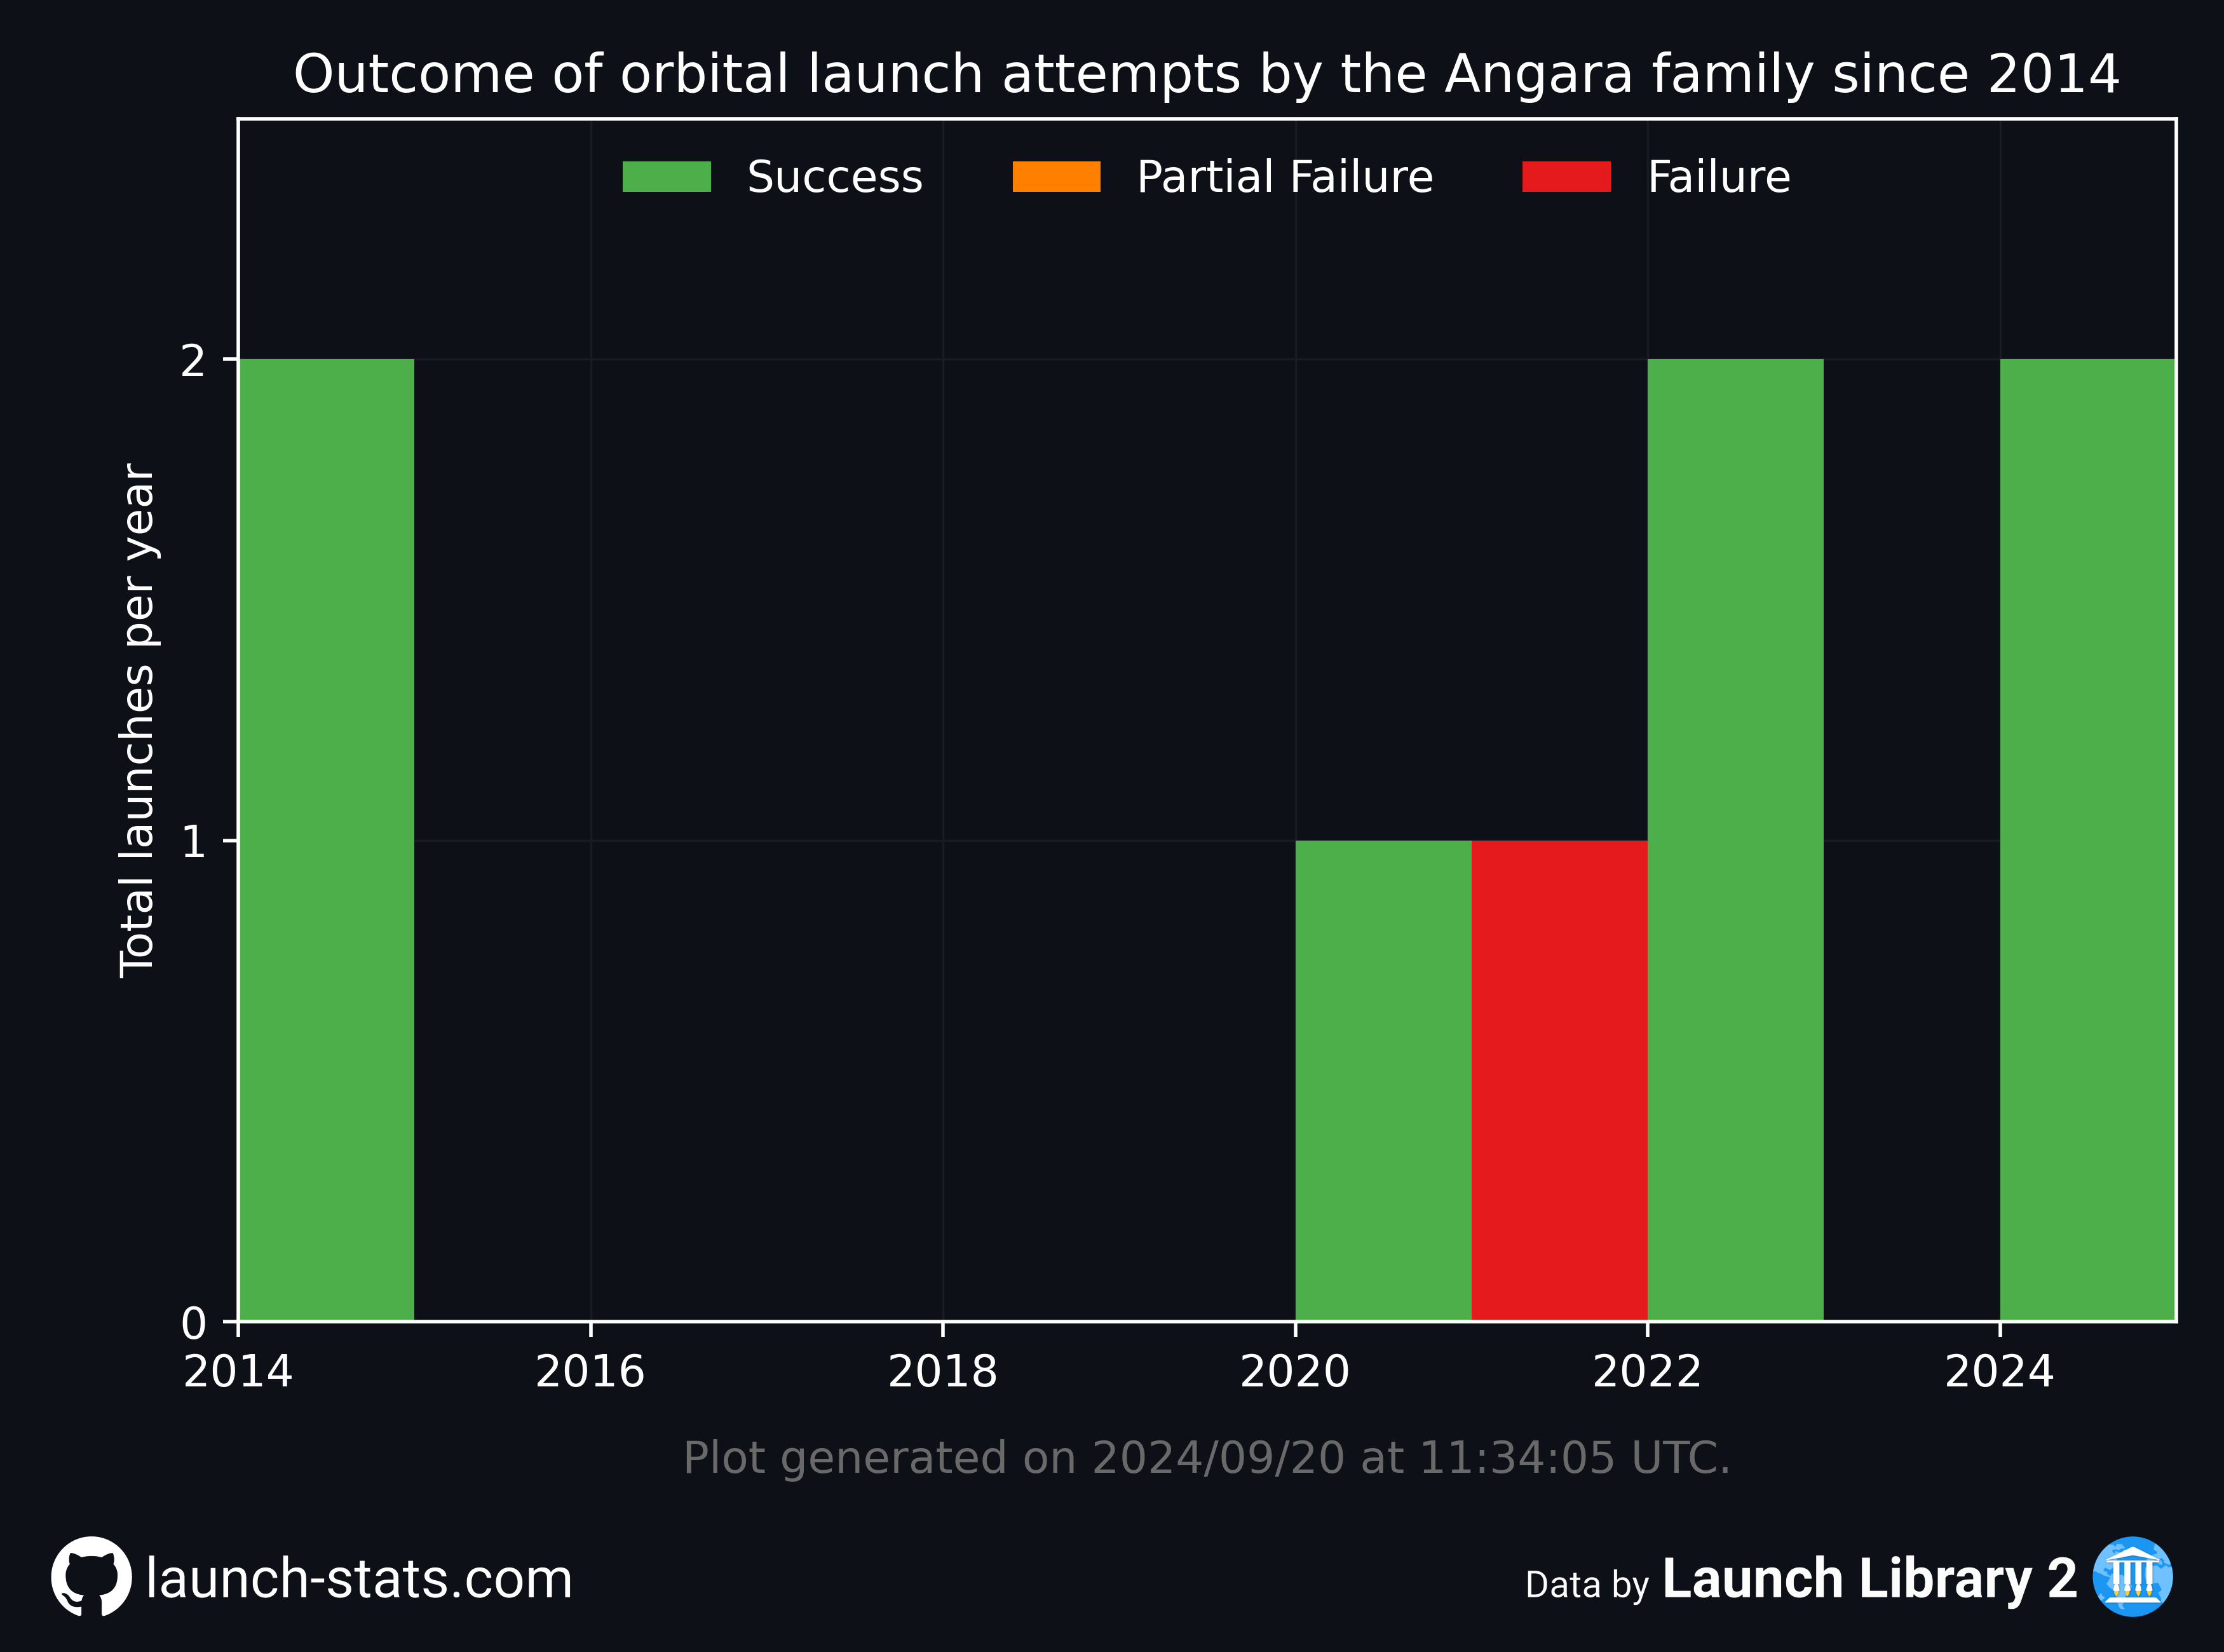 Outcome of orbital launch attempts by the Angara family since 2014
Success Partial Failure Failure
Total launches per year
2
1
0
2014 2016 2018 2020 2022 2024
Plot generated on 2024/09/20 at 11:34:05 UTC.
launch-stats.com
Data by Launch Library 2